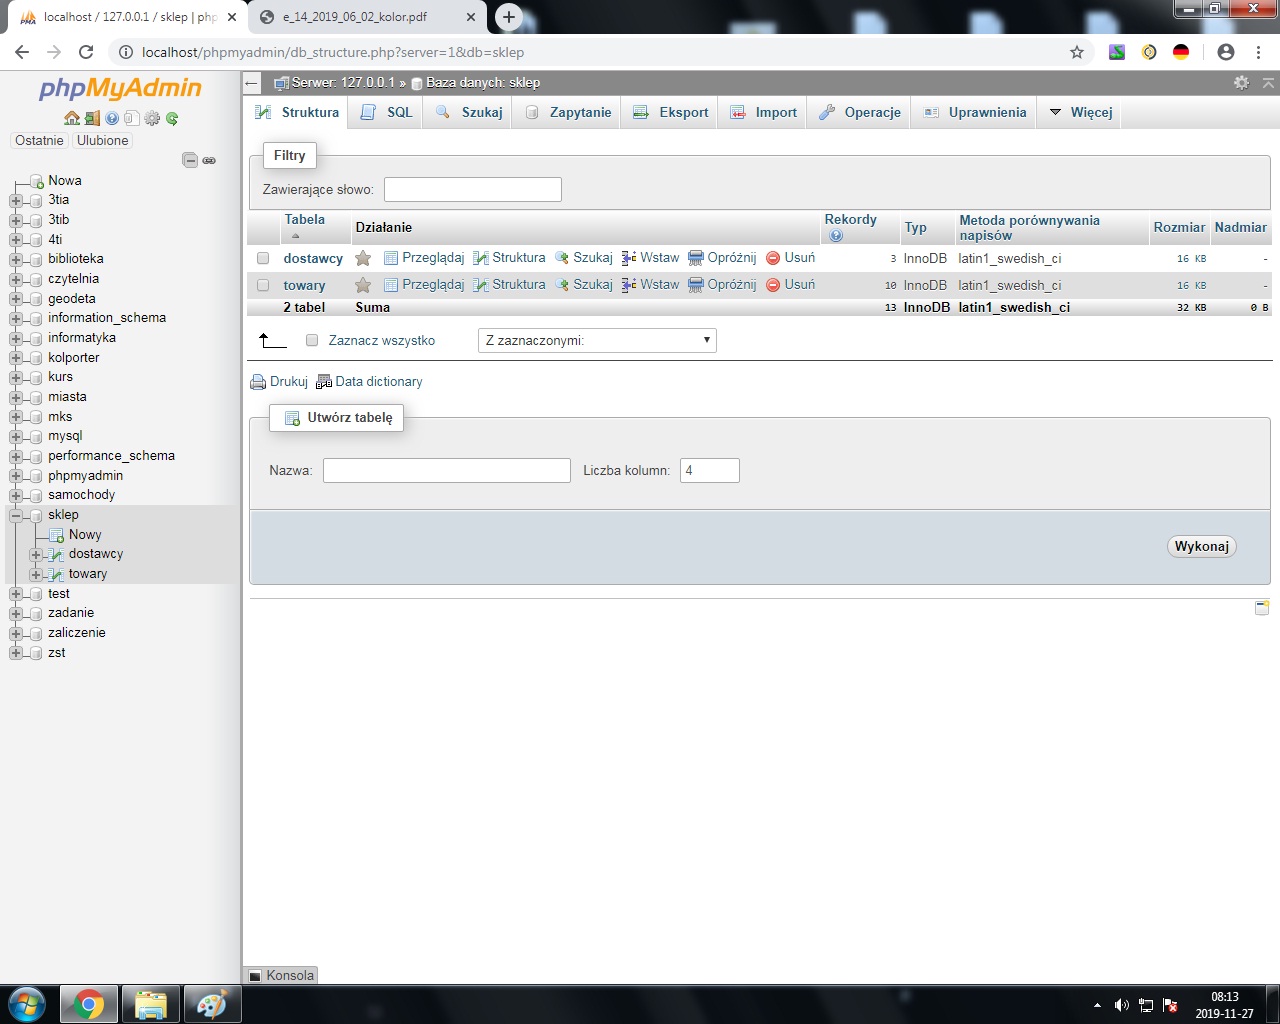 localhost / 127.0.0.1 / sklep | php
e_14_2019_06_02_kolor.pdf
localhost/phpmyadmin/db_structure.php?server=1&db=sklep
phpMyAdmin
Ostatnie Ulubione
Nowa
3tia
3tib
4ti
biblioteka
czytelnia
geodeta
information_schema
informatyka
kolporter
kurs
miasta
mks
mysql
performance_schema
phpmyadmin
samochody
sklep
Nowy
dostawcy
towary
test
zadanie
zaliczenie
zst
Serwer: 127.0.0.1 » Baza danych: sklep
Struktura SQL Szukaj Zapytanie Eksport Import Operacje Uprawnienia Więcej
Filtry
Zawierające słowo:
Tabela Działanie Rekordy Typ Metoda porównywania napisów Rozmiar Nadmiar
dostawcy Przeglądaj Struktura Szukaj Wstaw Opróżnij Usuń 3 InnoDB latin1_swedish_ci 16 KB -
towary Przeglądaj Struktura Szukaj Wstaw Opróżnij Usuń 10 InnoDB latin1_swedish_ci 16 KB -
2 tabel Suma 13 InnoDB latin1_swedish_ci 32 KB 0 B
Zaznacz wszystko Z zaznaczonymi:
Drukuj Data dictionary
Utwórz tabelę
Nazwa: Liczba kolumn: 4
Wykonaj
Konsola
08:13
2019-11-27